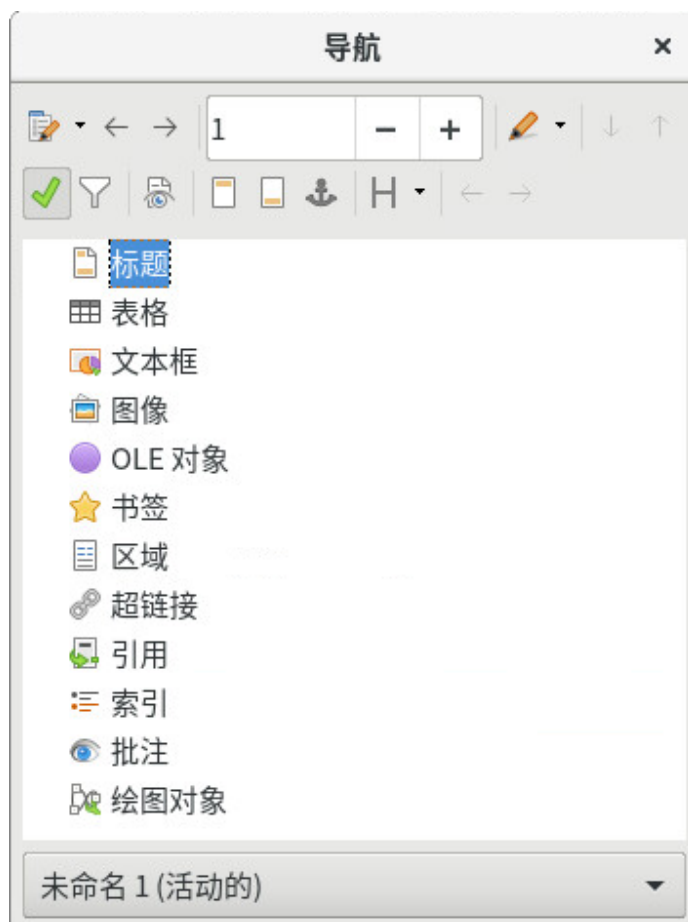 导航
1
标题
表格
文本框
图像
OLE 对象
书签
区域
超链接
引用
索引
批注
绘图对象
未命名 1 (活动的)